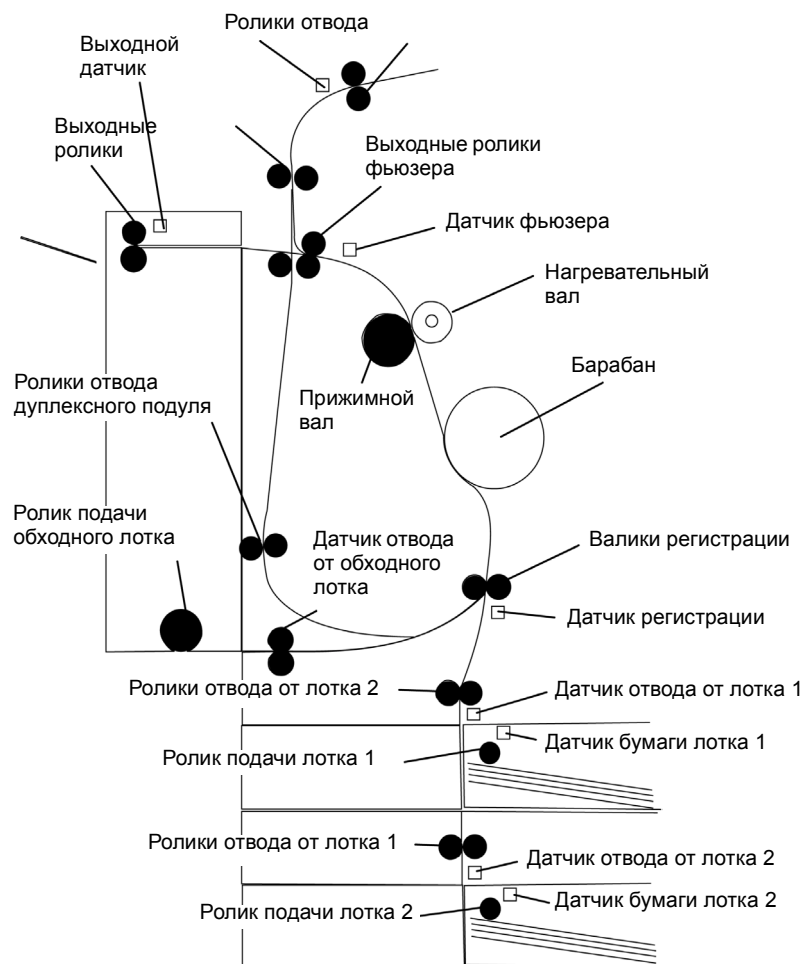 Ролики отвода
Выходной
датчик
Выходные
ролики
Выходные ролики
фьюзера
Датчик фьюзера
Нагревательный
вал
Барабан
Прижимной
вал
Ролики отвода
дуплексного подуля
Ролик подачи
обходного лотка
Датчик отвода
от обходного
лотка
Валики регистрации
Датчик регистрации
Ролики отвода от лотка 2
Датчик отвода от лотка 1
Датчик бумаги лотка 1
Ролик подачи лотка 1
Ролики отвода от лотка 1
Датчик отвода от лотка 2
Датчик бумаги лотка 2
Ролик подачи лотка 2